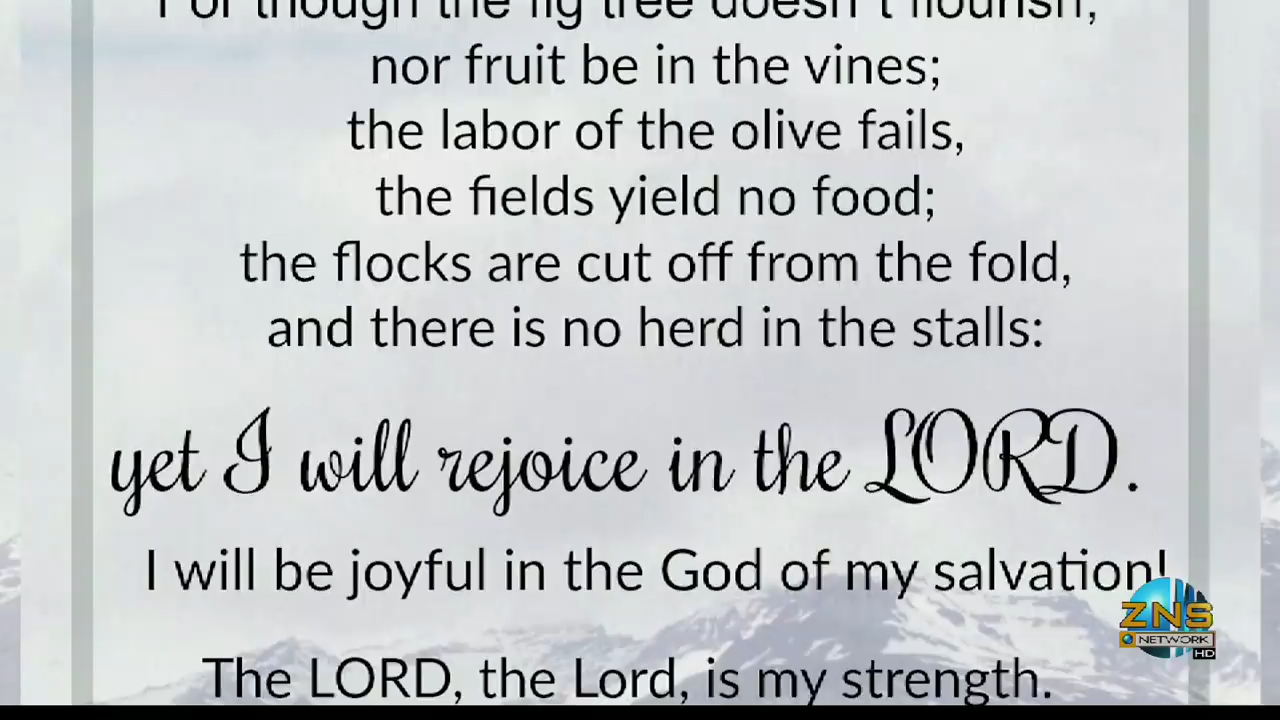 For though the fig tree doesn't flourish,
nor fruit be in the vines;
the labor of the olive fails,
the fields yield no food;
the flocks are cut off from the fold,
and there is no herd in the stalls:
yet I will rejoice in the LORD.
I will be joyful in the God of my salvation!
The LORD, the Lord, is my strength.
ZNS
NETWORK
HD